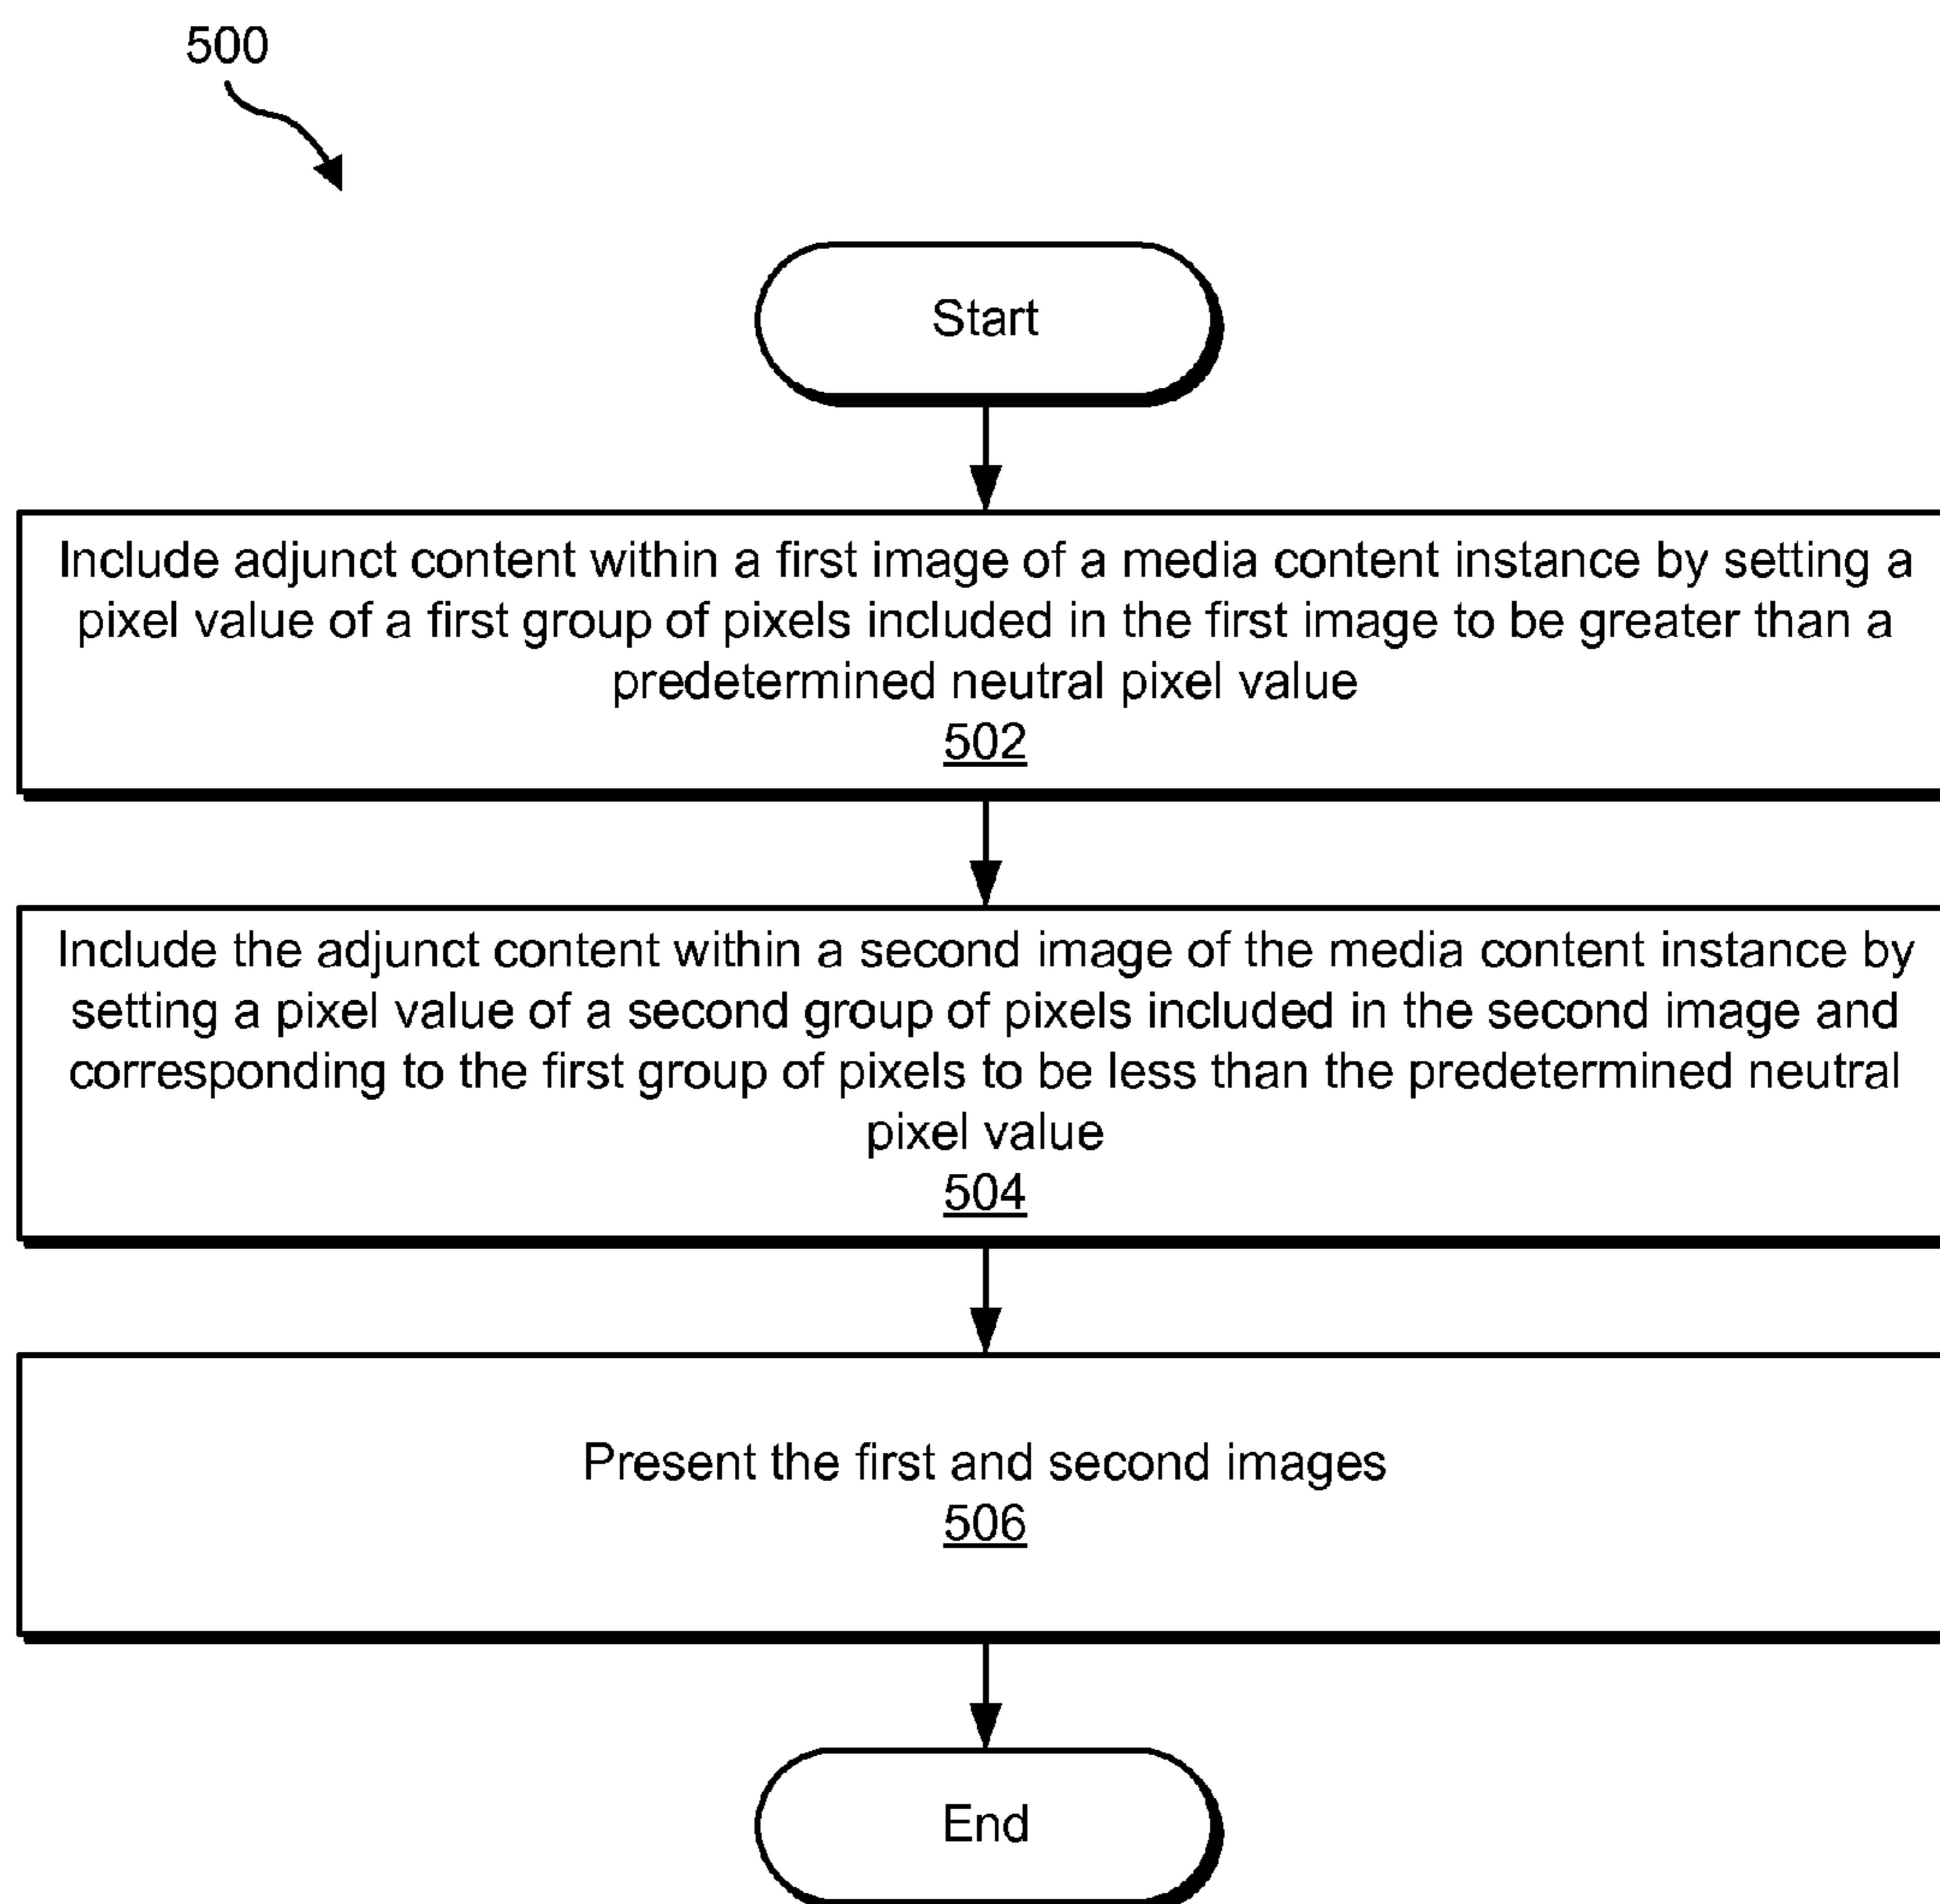 500
Start
Include adjunct content within a first image of a media content instance by setting a
pixel value of a first group of pixels included in the first image to be greater than a
predetermined neutral pixel value
502
Include the adjunct content within a second image of the media content instance by
setting a pixel value of a second group of pixels included in the second image and
corresponding to the first group of pixels to be less than the predetermined neutral
pixel value
504
Present the first and second images
506
End